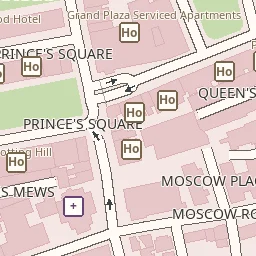 Grand Plaza Serviced Apartments
od Hotel
Ho
PRINCE'S SQUARE
Ho
Ho
Ho
QUEEN'S
Ho
PRINCE'S SQUARE
Ho
otting Hill
Ho
S MEWS
MOSCOW PLAC
MOSCOW RO